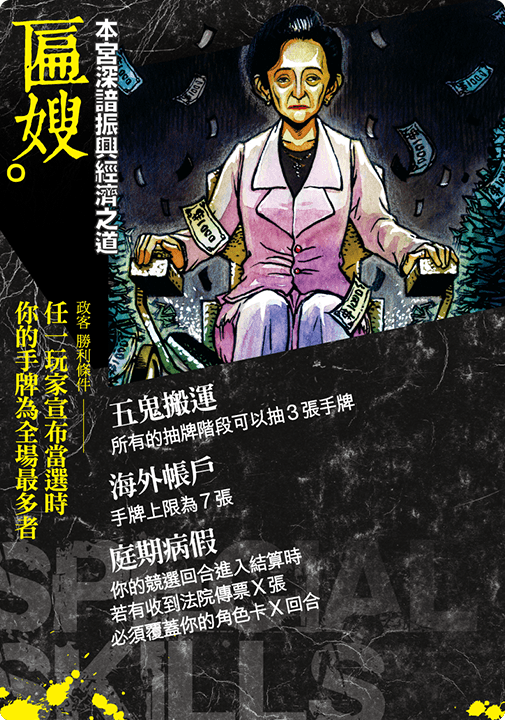 匾嫂。
本宮深諳振興經濟之道
政客 勝利條件
任一玩家宣布當選時
你的手牌為全場最多者
五鬼搬運
所有的抽牌階段可以抽3張手牌
海外帳戶
手牌上限為7張
庭期病假
你的競選回合進入結算時
若有收到法院傳票X張
必須覆蓋你的角色卡X回合
SPECIAL
SKILLS
$1000